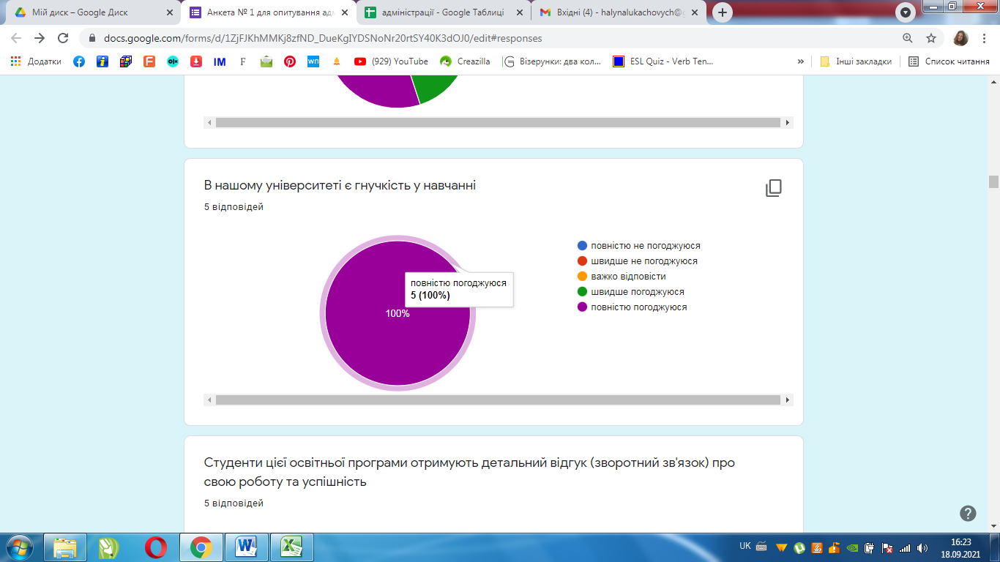 Мій диск – Google Диск
Анкета № 1 для опитування адм
адміністрації - Google Таблиці
Вхідні (4) - halynalukachovych@g
docs.google.com/forms/d/1ZjFJKhMMKj8zfND_DueKgIYDSNoNr20rtSY40K3dOJ0/edit#responses
Додатки
IM
F
wn
(929) YouTube
Creazilla
Візерунки: два кол...
ESL Quiz - Verb Ten...
»
Інші закладки
Список читання
В нашому університеті є гнучкість у навчанні
5 відповідей
повністю не погоджуюся
швидше не погоджуюся
важко відповісти
швидше погоджуюся
повністю погоджуюся
повністю погоджуюся
5 (100%)
100%
Студенти цієї освітньої програми отримують детальний відгук (зворотний зв'язок) про
свою роботу та успішність
5 відповідей
UK
16:23
18.09.2021